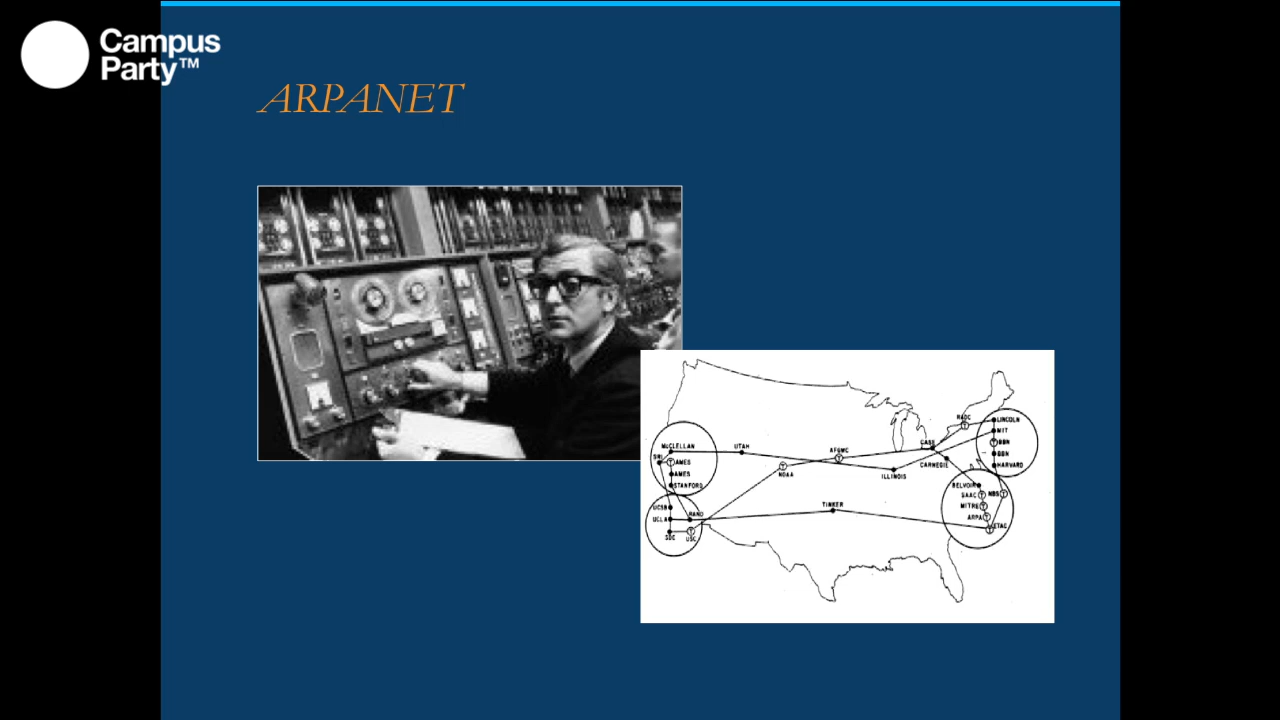 Campus
Party™
ARPANET
McCLELLAN
SRI
AMES
AMES
STANFORD
UCSB
UCLA
RAND
SDC
USC
UTAH
NOAA
AFGWC
ILLINOIS
TINKER
CASE
CARNEGIE
RADC
LINCOLN
MIT
BBN
BBN
HARVARD
BELVOIR
NBS
MITRE
ARPA
ETAC